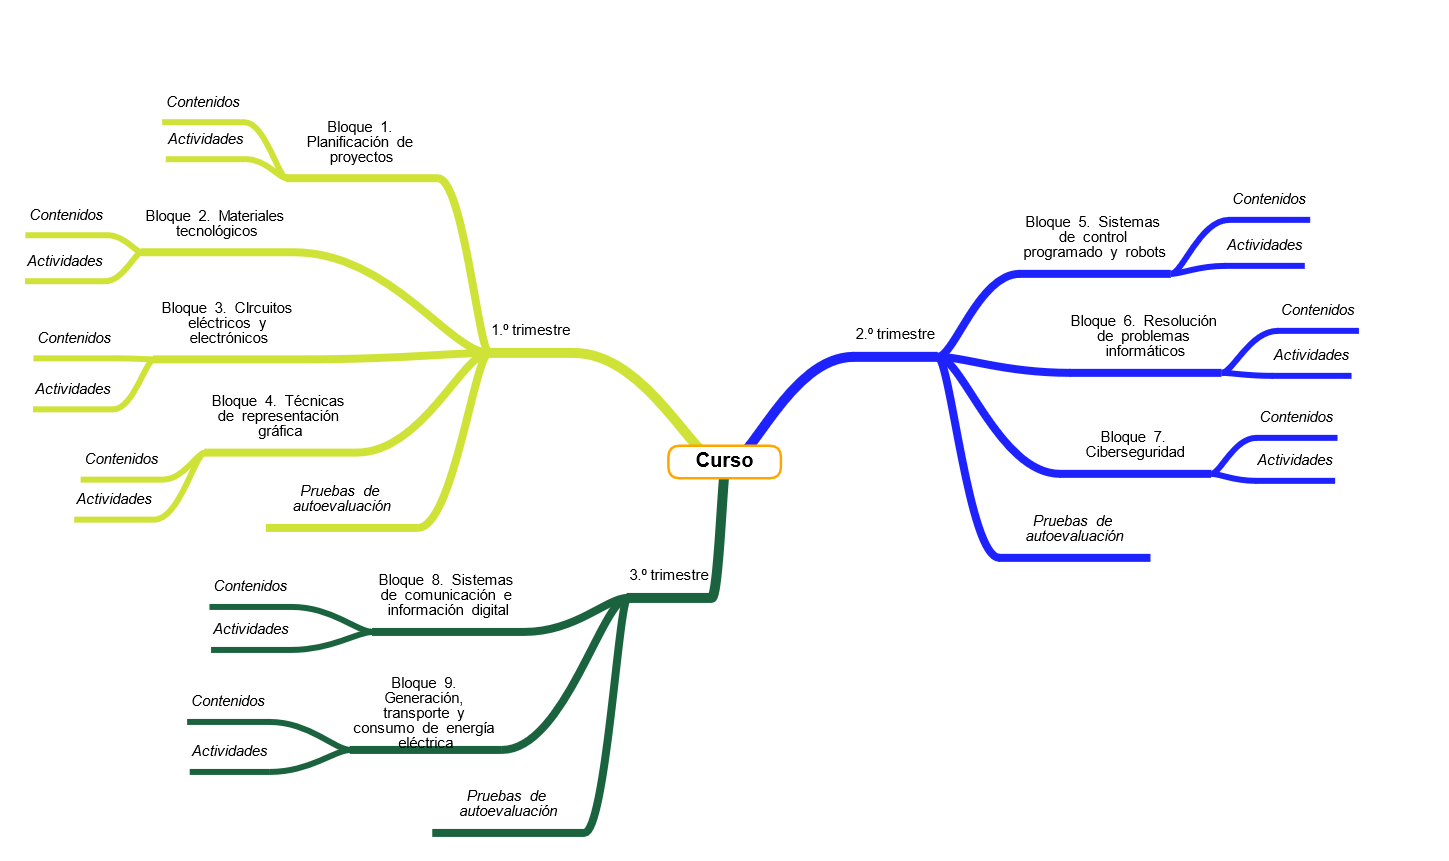 Curso
1.º trimestre
Bloque 1.
Planificación de
proyectos
Contenidos
Actividades
Bloque 2. Materiales
tecnológicos
Contenidos
Actividades
Bloque 3. CIrcuitos
eléctricos y
electrónicos
Contenidos
Actividades
Bloque 4. Técnicas
de representación
gráfica
Contenidos
Actividades
Pruebas de
autoevaluación
2.º trimestre
Bloque 5. Sistemas
de control
programado y robots
Contenidos
Actividades
Bloque 6. Resolución
de problemas
informáticos
Contenidos
Actividades
Bloque 7.
Ciberseguridad
Contenidos
Actividades
Pruebas de
autoevaluación
3.º trimestre
Bloque 8. Sistemas
de comunicación e
información digital
Contenidos
Actividades
Bloque 9.
Generación,
transporte y
consumo de energía
eléctrica
Contenidos
Actividades
Pruebas de
autoevaluación